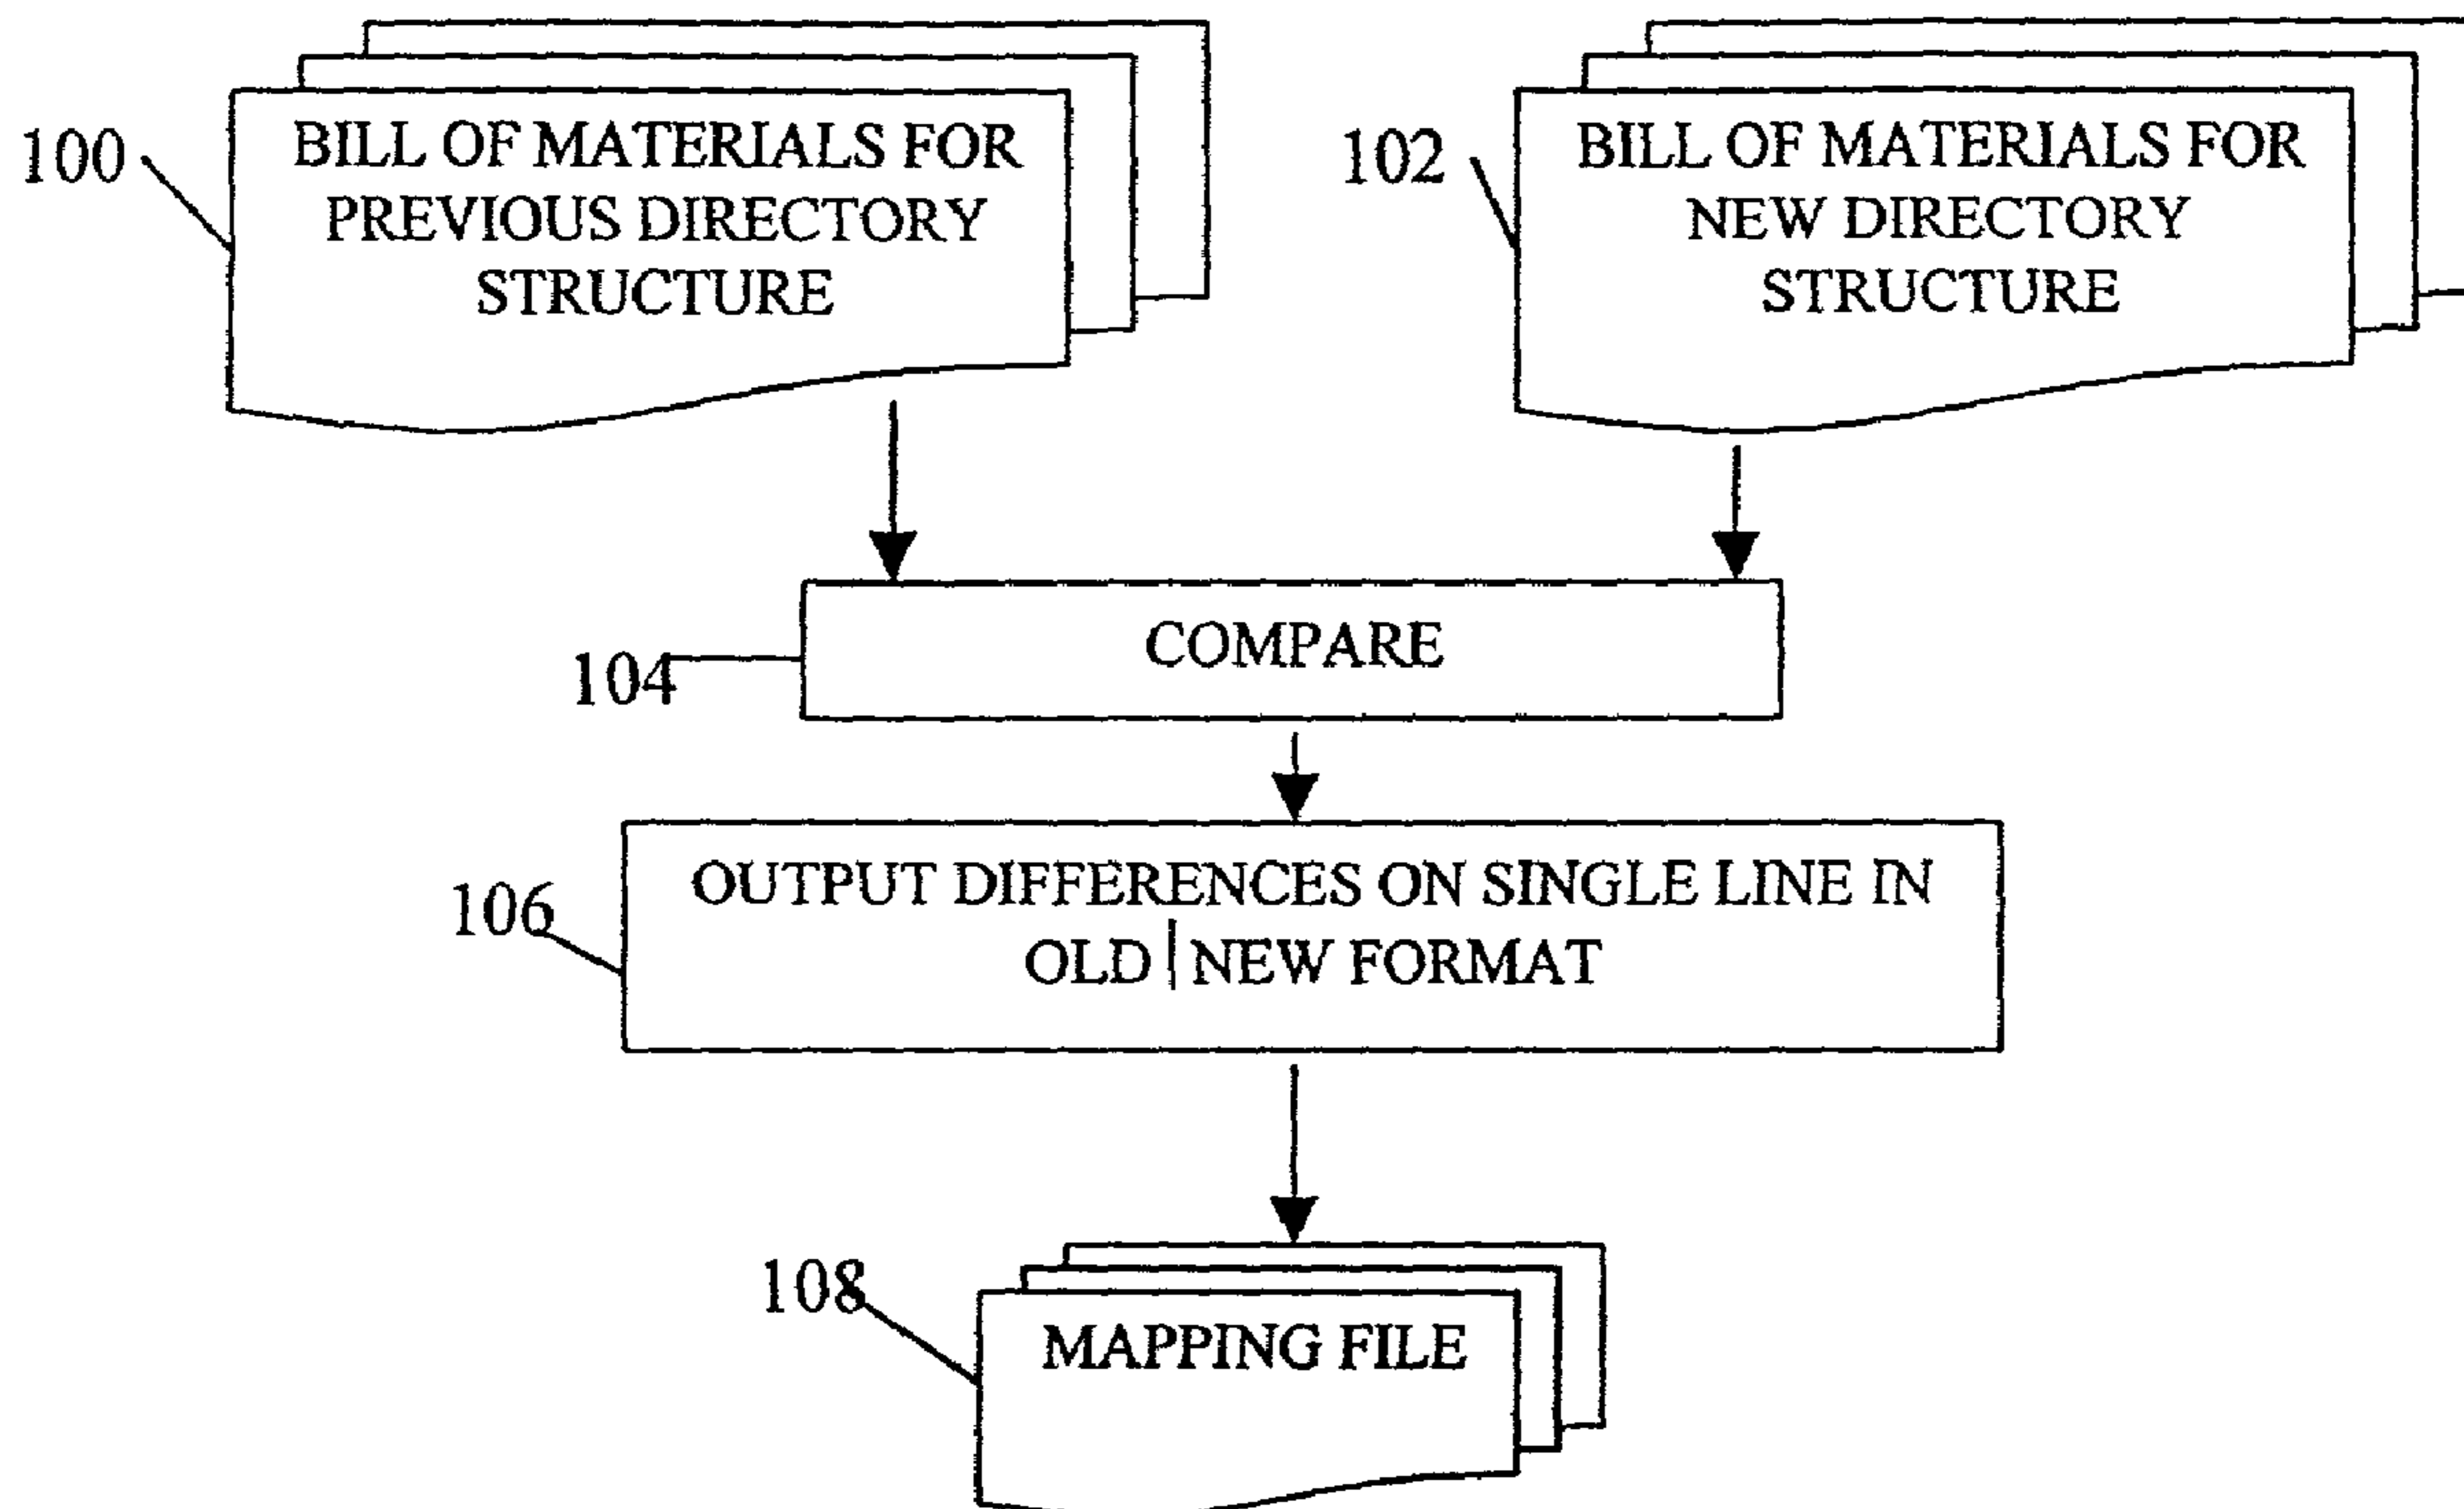 100
BILL OF MATERIALS FOR
PREVIOUS DIRECTORY
STRUCTURE
102
BILL OF MATERIALS FOR
NEW DIRECTORY
STRUCTURE
104
COMPARE
106
OUTPUT DIFFERENCES ON SINGLE LINE IN
OLD | NEW FORMAT
108
MAPPING FILE